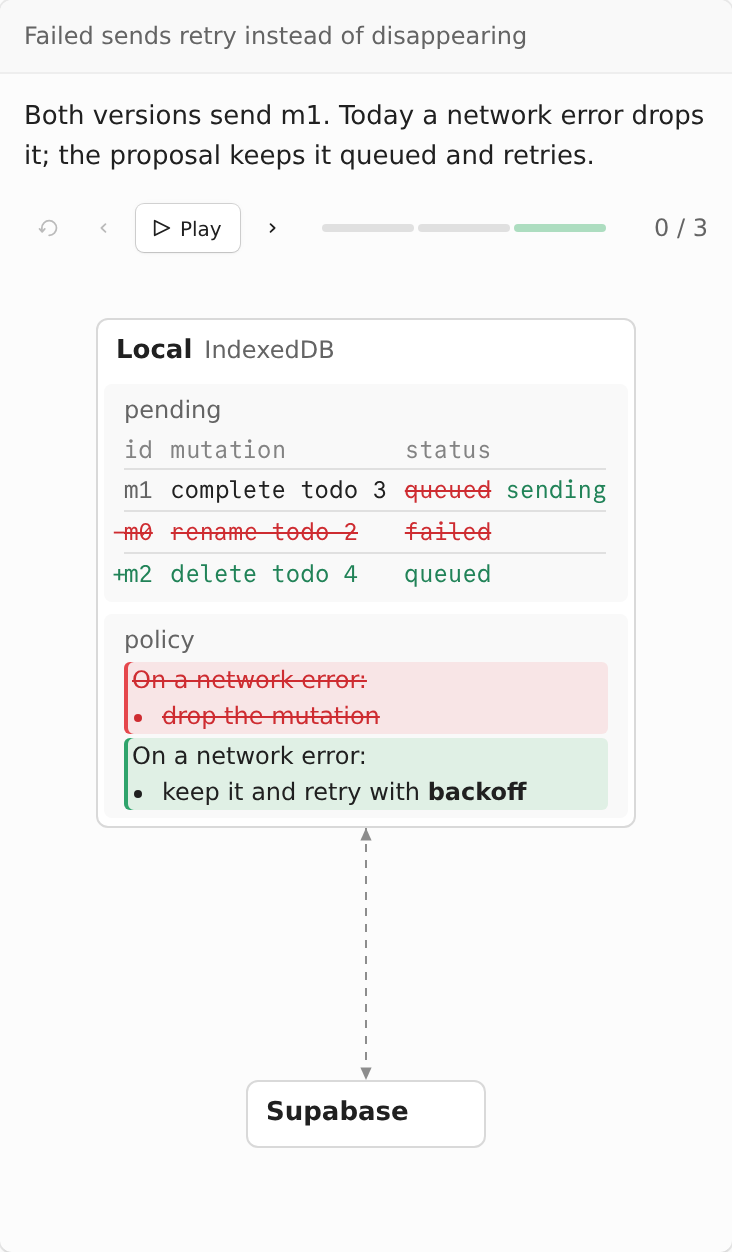 Failed sends retry instead of disappearing
Both versions send m1. Today a network error drops
it; the proposal keeps it queued and retries.
Play
0 / 3
Local IndexedDB
pending
id mutation status
m1 complete todo 3 queued sending
−m0 rename todo 2 failed
+m2 delete todo 4 queued
policy
On a network error:
• drop the mutation
On a network error:
• keep it and retry with backoff
Supabase